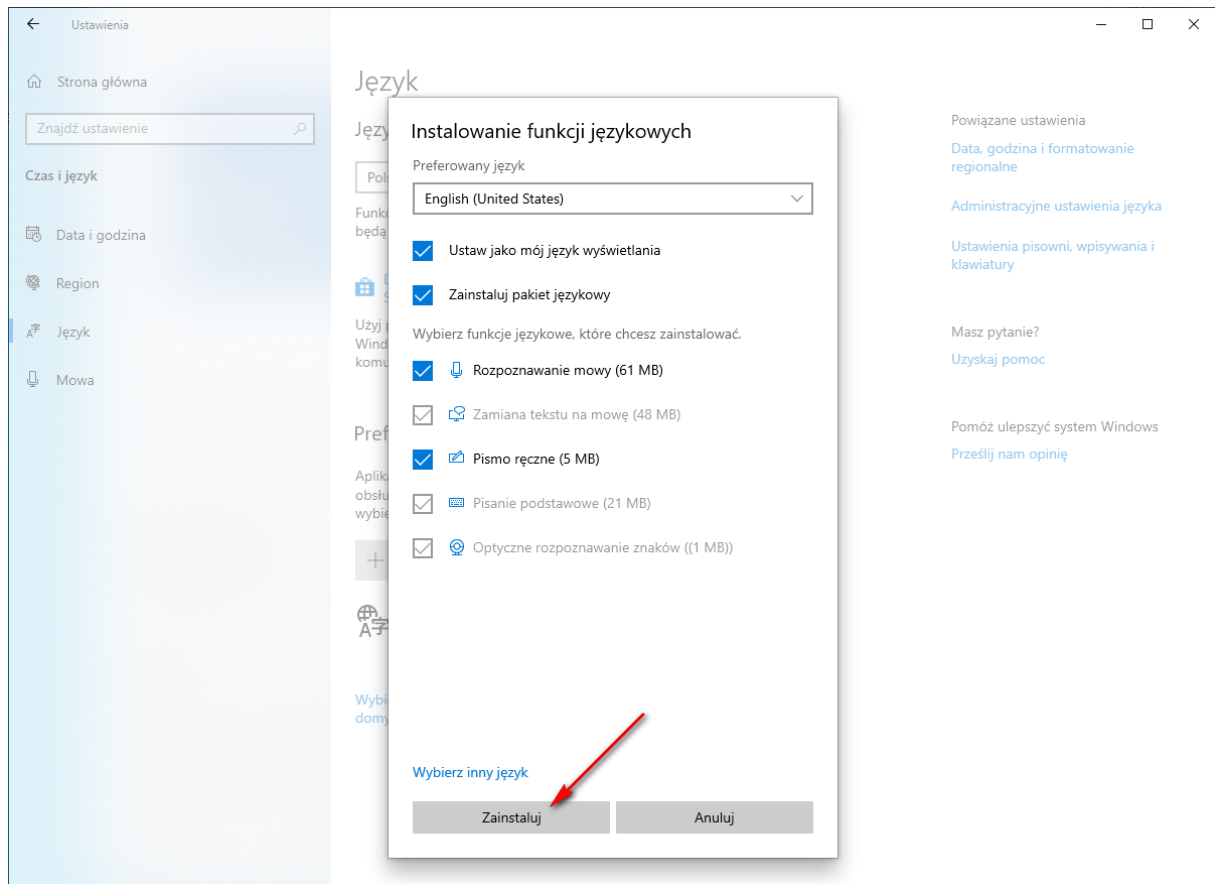 Ustawienia
Strona główna
Znajdź ustawienie
Czas i język
Data i godzina
Region
Język
Mowa
Język
Instalowanie funkcji językowych
Preferowany język
English (United States)
Ustaw jako mój język wyświetlania
Zainstaluj pakiet językowy
Wybierz funkcje językowe, które chcesz zainstalować.
Rozpoznawanie mowy (61 MB)
Zamiana tekstu na mowę (48 MB)
Pismo ręczne (5 MB)
Pisanie podstawowe (21 MB)
Optyczne rozpoznawanie znaków ((1 MB))
Wybierz inny język
Zainstaluj
Anuluj
Powiązane ustawienia
Data, godzina i formatowanie
regionalne
Administracyjne ustawienia języka
Ustawienia pisowni, wpisywania i
klawiatury
Masz pytanie?
Uzyskaj pomoc
Pomóż ulepszyć system Windows
Prześlij nam opinię